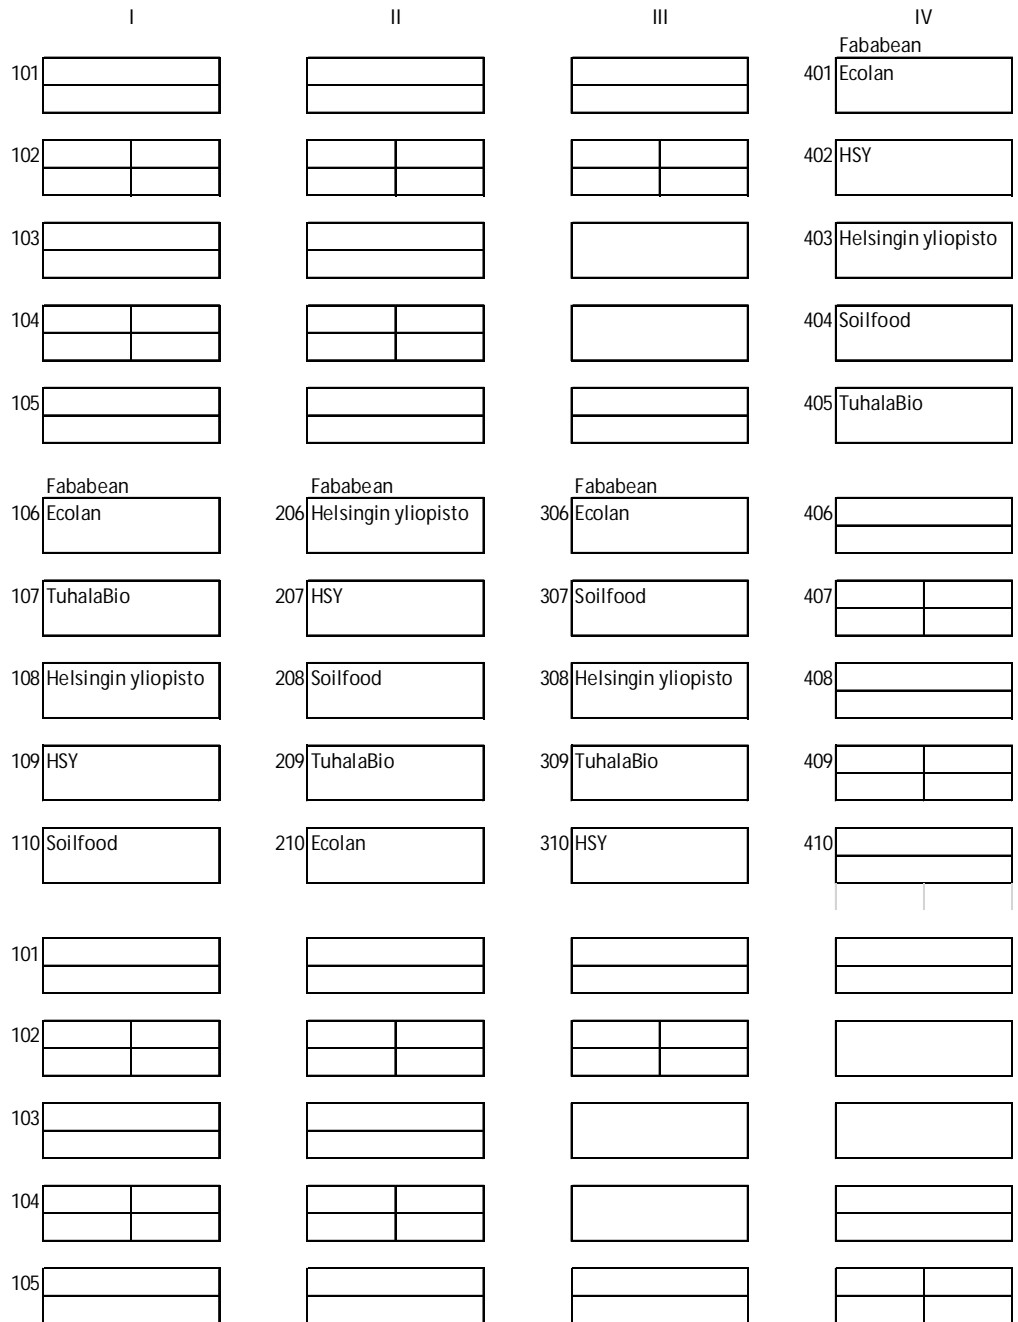 I II III IV
Fababean
101 401 Ecolan
102 402 HSY
103 403 Helsingin yliopisto
104 404 Soilfood
105 405 TuhalaBio
Fababean Fababean Fababean
106 Ecolan 206 Helsingin yliopisto 306 Ecolan 406
107 TuhalaBio 207 HSY 307 Soilfood 407
108 Helsingin yliopisto 208 Soilfood 308 Helsingin yliopisto 408
109 HSY 209 TuhalaBio 309 TuhalaBio 409
110 Soilfood 210 Ecolan 310 HSY 410
101
102
103
104
105